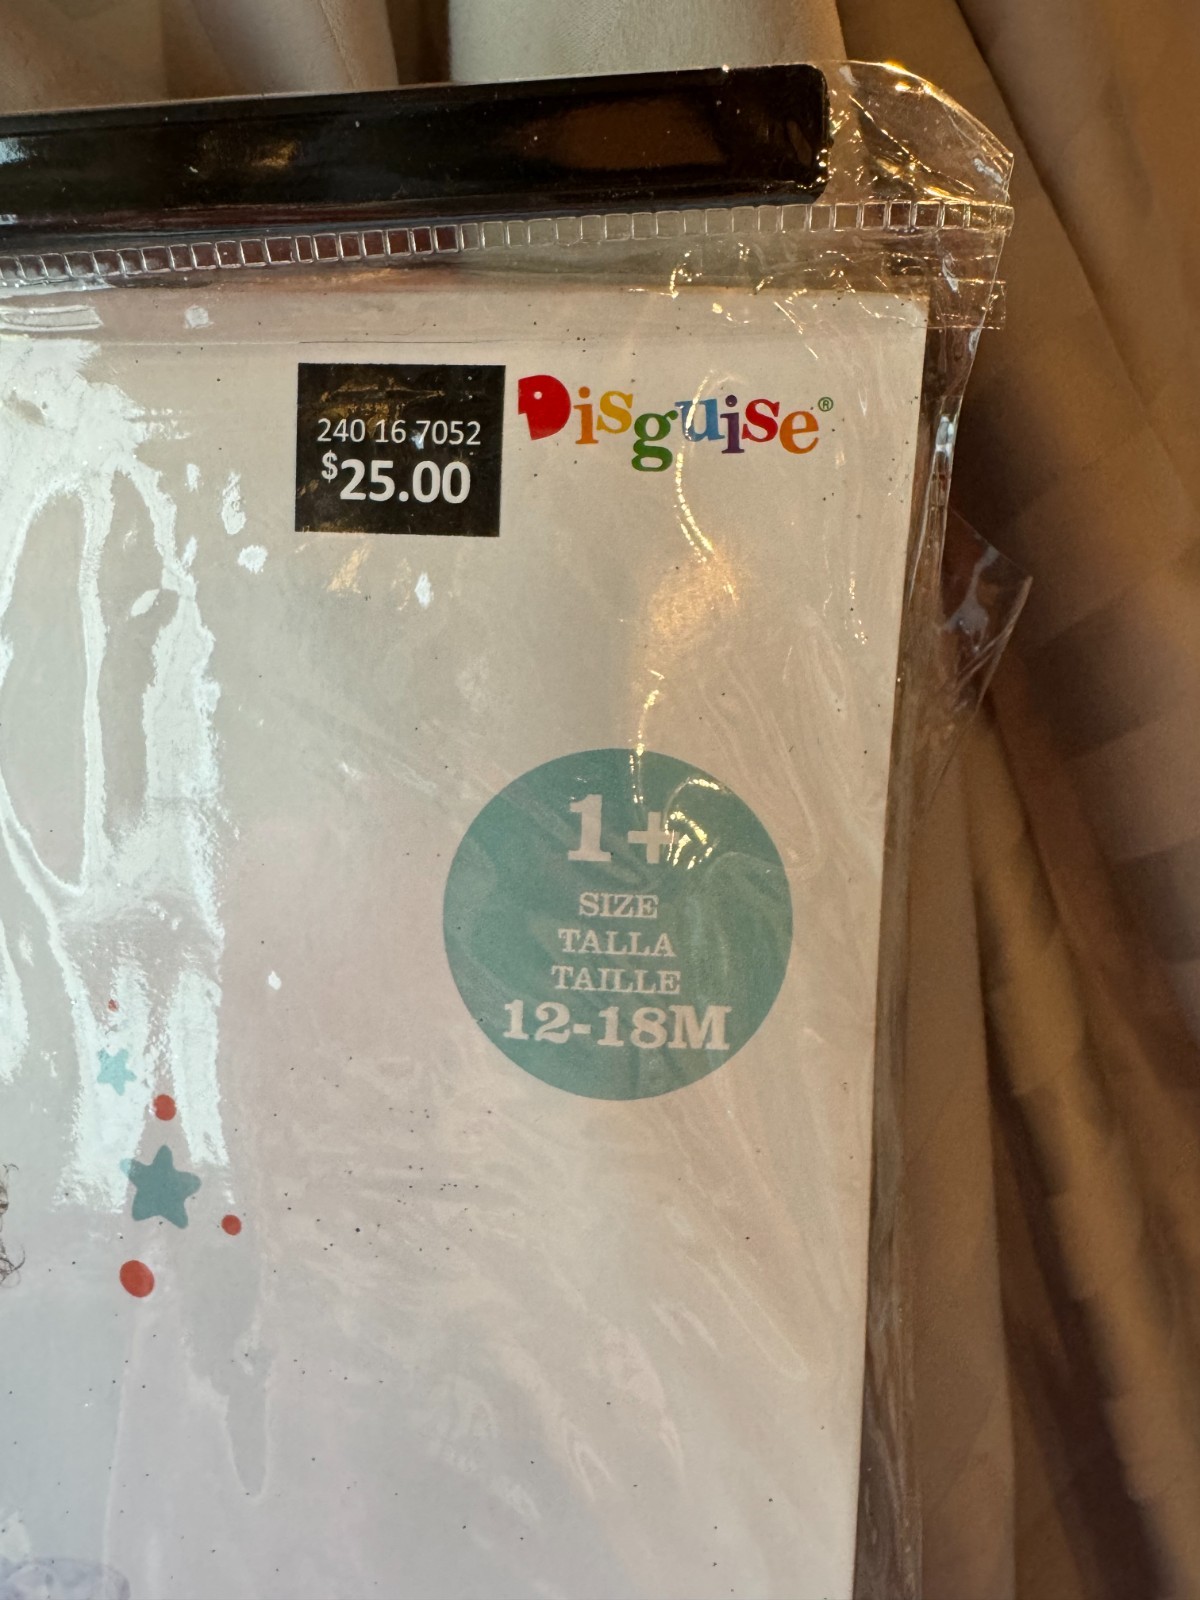 240 16 7052
$25.00
Disguise®
1+
SIZE
TALLA
TAILLE
12-18M